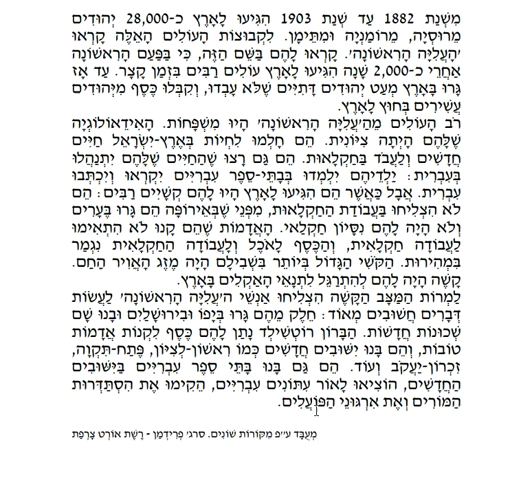 מִשְּׁנַת 1882 עַד שְׁנַת 1903 הִגִּיעוּ לָאָרֶץ כ-28,000 יְהוּדִים
מֵרוּסְיָה, מֵרוֹמַנְיָה וּמִתֵּימָן. לִקְבוּצוֹת הָעוֹלִים הָאֵלֶּה קָרְאוּ
'הָעֲלִיָּה הָרִאשׁוֹנָה'. קָרְאוּ לָהֶם בַּשֵּׁם הַזֶּה, כִּי בַּפַּעַם הָרִאשׁוֹנָה
אַחֲרֵי כ-2,000 שָׁנָה הִגִּיעוּ לָאָרֶץ עוֹלִים רַבִּים בִּזְמַן קָצָר. עַד אָז
גָּרוּ בָּאָרֶץ מְעַט יְהוּדִים דָּתִיִּים שֶׁלֹּא עָבְדוּ, וְקִבְּלוּ כֶּסֶף מִיְּהוּדִים
עֲשִׁירִים בְּחוּץ לָאָרֶץ.
רֹב הָעוֹלִים מֵהָ'עֲלִיָּה הָרִאשׁוֹנָה' הָיוּ מִשְׁפָּחוֹת. הָאִידֵאוֹלוֹגְיָה
שֶׁלָּהֶם הָיְתָה צִיּוֹנִית. הֵם חָלְמוּ לִחְיוֹת בְּאֶרֶץ-יִשְׂרָאֵל חַיִּים
חֲדָשִׁים וְלַעֲבֹד בַּחַקְלָאוּת. הֵם גַּם רָצוּ שֶׁהַחַיִּים שֶׁלָּהֶם יִתְנַהֲלוּ
בְּעִבְרִית: יַלְדֵיהֶם יִלְמְדוּ בְּבָתֵּי-סֵפֶר עִבְרִיִּים יִקְרְאוּ וְיִכְתְּבוּ
עִבְרִית. אֲבָל כַּאֲשֶׁר הֵם הִגִּיעוּ לָאָרֶץ הָיוּ לָהֶם קְשָׁיִים רַבִּים: הֵם
לֹא הִצְלִיחוּ בַּעֲבוֹדַת הַחַקְלָאוּת, מִפְּנֵי שֶׁבְּאֵירוֹפָּה הֵם גָּרוּ בֶּעָרִים
וְלֹא הָיָה לָהֶם נִסָּיוֹן חַקְלָאִי. הָאֲדָמוֹת שֶׁהֵם קָנוּ לֹא הִתְאִימוּ
לַעֲבוֹדָה חַקְלָאִית, וְהַכֶּסֶף לְאֹכֶל וְלַעֲבוֹדָה הַחַקְלָאִית נִגְמַר
בִּמְהִירוּת. הַקֹּשִׁי הַגָּדוֹל בְּיוֹתֵר בִּשְׁבִילָם הָיָה מֶזֶג הָאֲוִיר הַחַם.
קָשֶׁה הָיָה לָהֶם לְהִתְרַגֵּל לִתְנָאֵי הָאַקְלִים בָּאָרֶץ.
לַמְרוֹת הַמַּצָּב הַקָּשֶׁה הִצְלִיחוּ אַנְשֵׁי הָ'עֲלִיָּה הָרִאשׁוֹנָה' לַעֲשׂוֹת
דְּבָרִים חֲשׁוּבִים מְאוֹד: חֵלֶק מֵהֶם גָּרוּ בְּיָפוֹ וּבִירוּשָׁלַיִם וּבָנוּ שָׁם
שְׁכוּנוֹת חֲדָשׁוֹת. הַבָּרוֹן רוֹטְשִׁילְד נָתַן לָהֶם כֶּסֶף לִקְנוֹת אֲדָמוֹת
טוֹבוֹת, וְהֵם בָּנוּ יִשּׁוּבִים חֲדָשִׁים כְּמוֹ רִאשׁוֹן-לְצִיּוֹן, פֶּתַח-תִּקְוָה,
זִכְרוֹן-יַעֲקֹב וְעוֹד. הֵם גַּם בָּנוּ בָּתֵּי סֵפֶר עִבְרִיִּים בַּיִּשּׁוּבִים
הַחֲדָשִׁים, הוֹצִיאוּ לָאוֹר עִתּוֹנִים עִבְרִיִּים, הֵקִימוּ אֶת הִסְתַּדְּרוּת
הַמּוֹרִים וְאֶת אִרְגּוּנֵי הַפּוֹעֲלִים.
מְעֻבָּד ע"פ מְקוֹרוֹת שׁוֹנִים. סרג' פְרִידְמַן - רֶשֶׁת אוֹרְט צָרְפַת